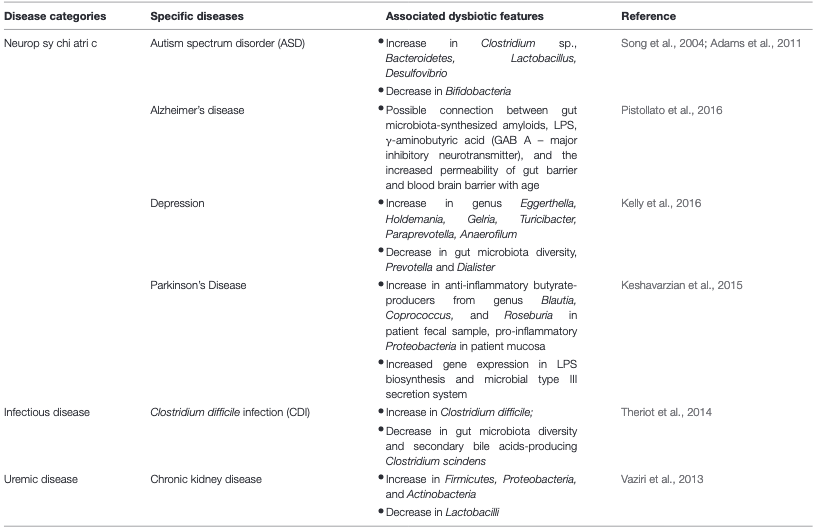 Disease categories Specific diseases Associated dysbiotic features Reference
Neurop sy chi atri c Autism spectrum disorder (ASD) • Increase in Clostridium sp., Song et al., 2004; Adams et al., 2011
Bacteroidetes, Lactobacillus,
Desulfovibrio
• Decrease in Bifidobacteria
Alzheimer's disease • Possible connection between gut Pistollato et al., 2016
microbiota-synthesized amyloids, LPS,
γ-aminobutyric acid (GAB A – major
inhibitory neurotransmitter), and the
increased permeability of gut barrier
and blood brain barrier with age
Depression • Increase in genus Eggerthella, Kelly et al., 2016
Holdemania, Gelria, Turicibacter,
Paraprevotella, Anaerofilum
• Decrease in gut microbiota diversity,
Prevotella and Dialister
Parkinson's Disease • Increase in anti-inflammatory butyrate- Keshavarzian et al., 2015
producers from genus Blautia,
Coprococcus, and Roseburia in
patient fecal sample, pro-inflammatory
Proteobacteria in patient mucosa
• Increased gene expression in LPS
biosynthesis and microbial type III
secretion system
Infectious disease Clostridium difficile infection (CDI) • Increase in Clostridium difficile; Theriot et al., 2014
• Decrease in gut microbiota diversity
and secondary bile acids-producing
Clostridium scindens
Uremic disease Chronic kidney disease • Increase in Firmicutes, Proteobacteria, Vaziri et al., 2013
and Actinobacteria
• Decrease in Lactobacilli